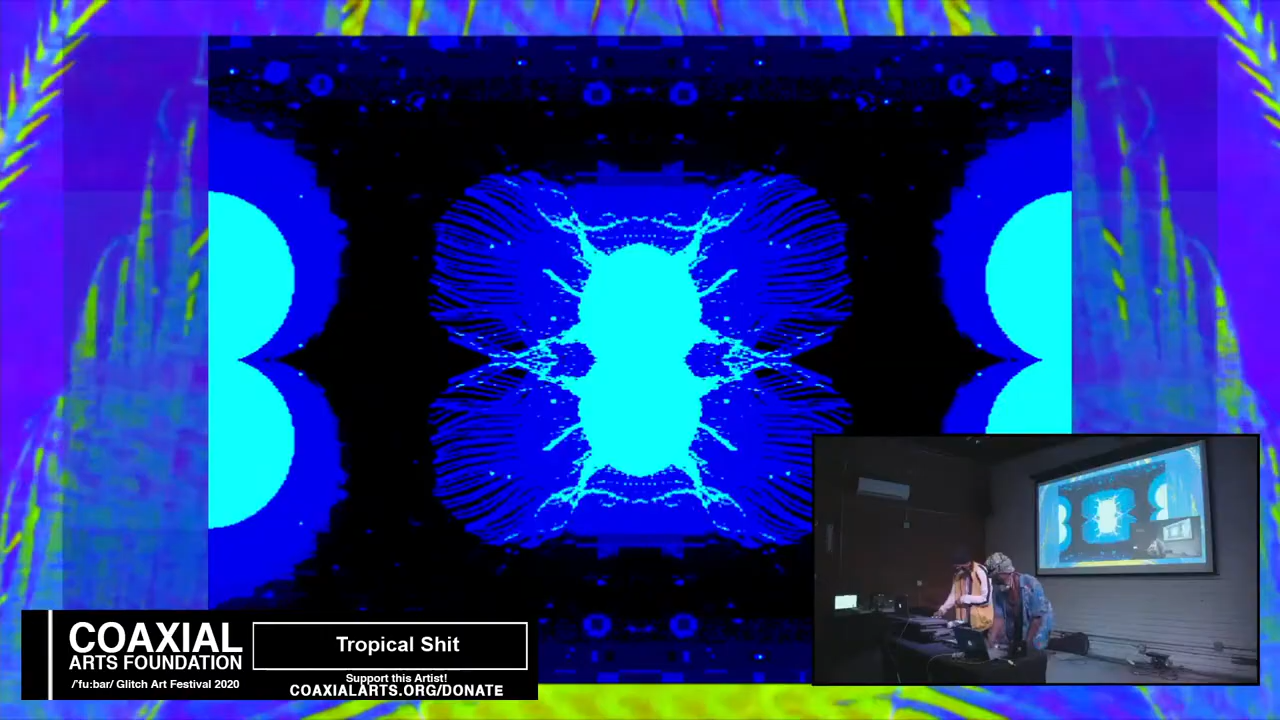 COAXIAL
ARTS FOUNDATION
/'fu:bar/ Glitch Art Festival 2020
Tropical Shit
Support this Artist!
COAXIALARTS.ORG/DONATE